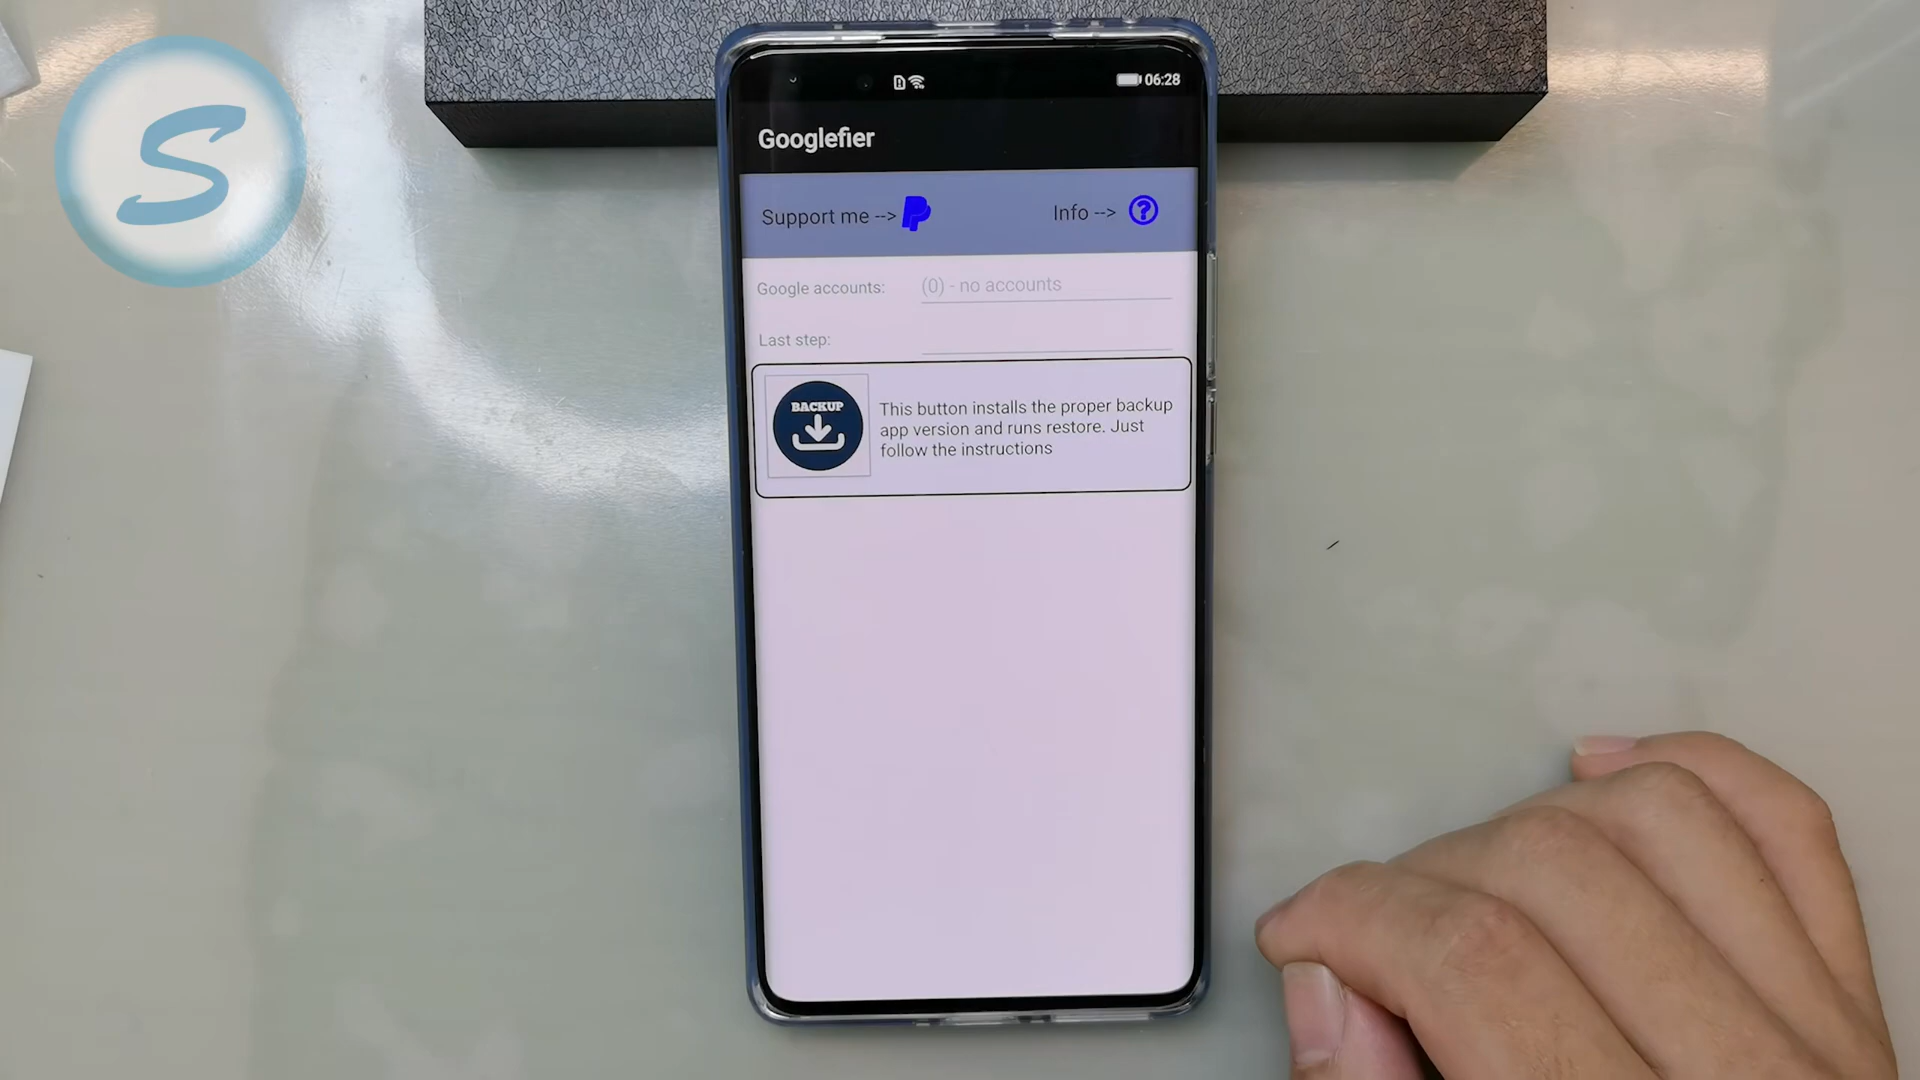 S
06:28
Googlefier
Support me -->
Info -->
Google accounts:
(0) - no accounts
Last step:
BACKUP
This button installs the proper backup
app version and runs restore. Just
follow the instructions